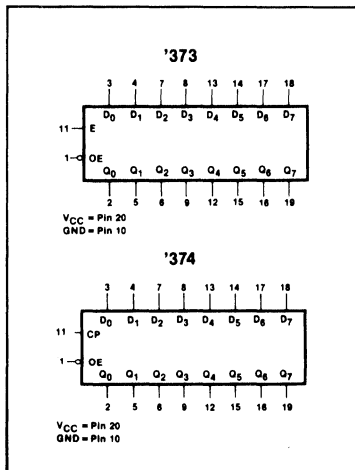 '373
3 4 7 8 13 14 17 18
D0 D1 D2 D3 D4 D5 D6 D7
11 E
1 OE
Q0 Q1 Q2 Q3 Q4 Q5 Q6 Q7
2 5 6 9 12 15 16 19
VCC = Pin 20
GND = Pin 10
'374
3 4 7 8 13 14 17 18
D0 D1 D2 D3 D4 D5 D6 D7
11 CP
1 OE
Q0 Q1 Q2 Q3 Q4 Q5 Q6 Q7
2 5 6 9 12 15 16 19
VCC = Pin 20
GND = Pin 10